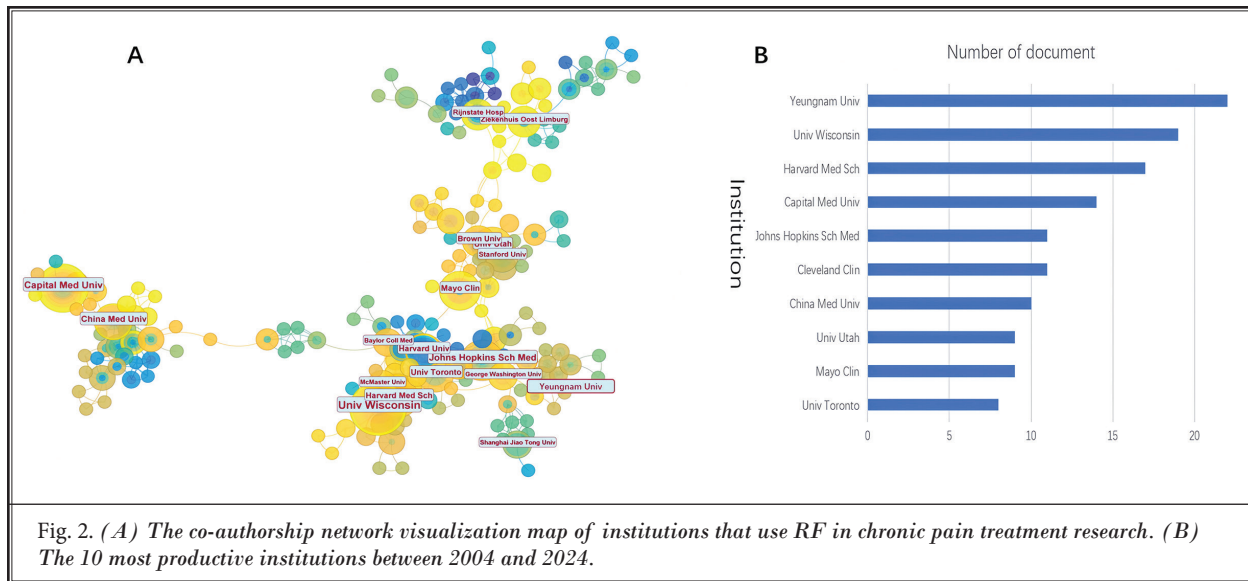 A
Rijnstate Hosp
Ziekenhuis Oost Limburg
Brown Univ
Univ Utah
Stanford Univ
Capital Med Univ
Mayo Clin
China Med Univ
Baylor Coll Med
Harvard Univ
Johns Hopkins Sch Med
Univ Toronto
George Washington Univ
McMaster Univ
Yeungnam Univ
Harvard Med Sch
Univ Wisconsin
Shanghai Jiao Tong Univ
B
Number of document
Institution
Yeungnam Univ
Univ Wisconsin
Harvard Med Sch
Capital Med Univ
Johns Hopkins Sch Med
Cleveland Clin
China Med Univ
Univ Utah
Mayo Clin
Univ Toronto
0 5 10 15 20
Fig. 2. (A) The co-authorship network visualization map of institutions that use RF in chronic pain treatment research. (B)
The 10 most productive institutions between 2004 and 2024.